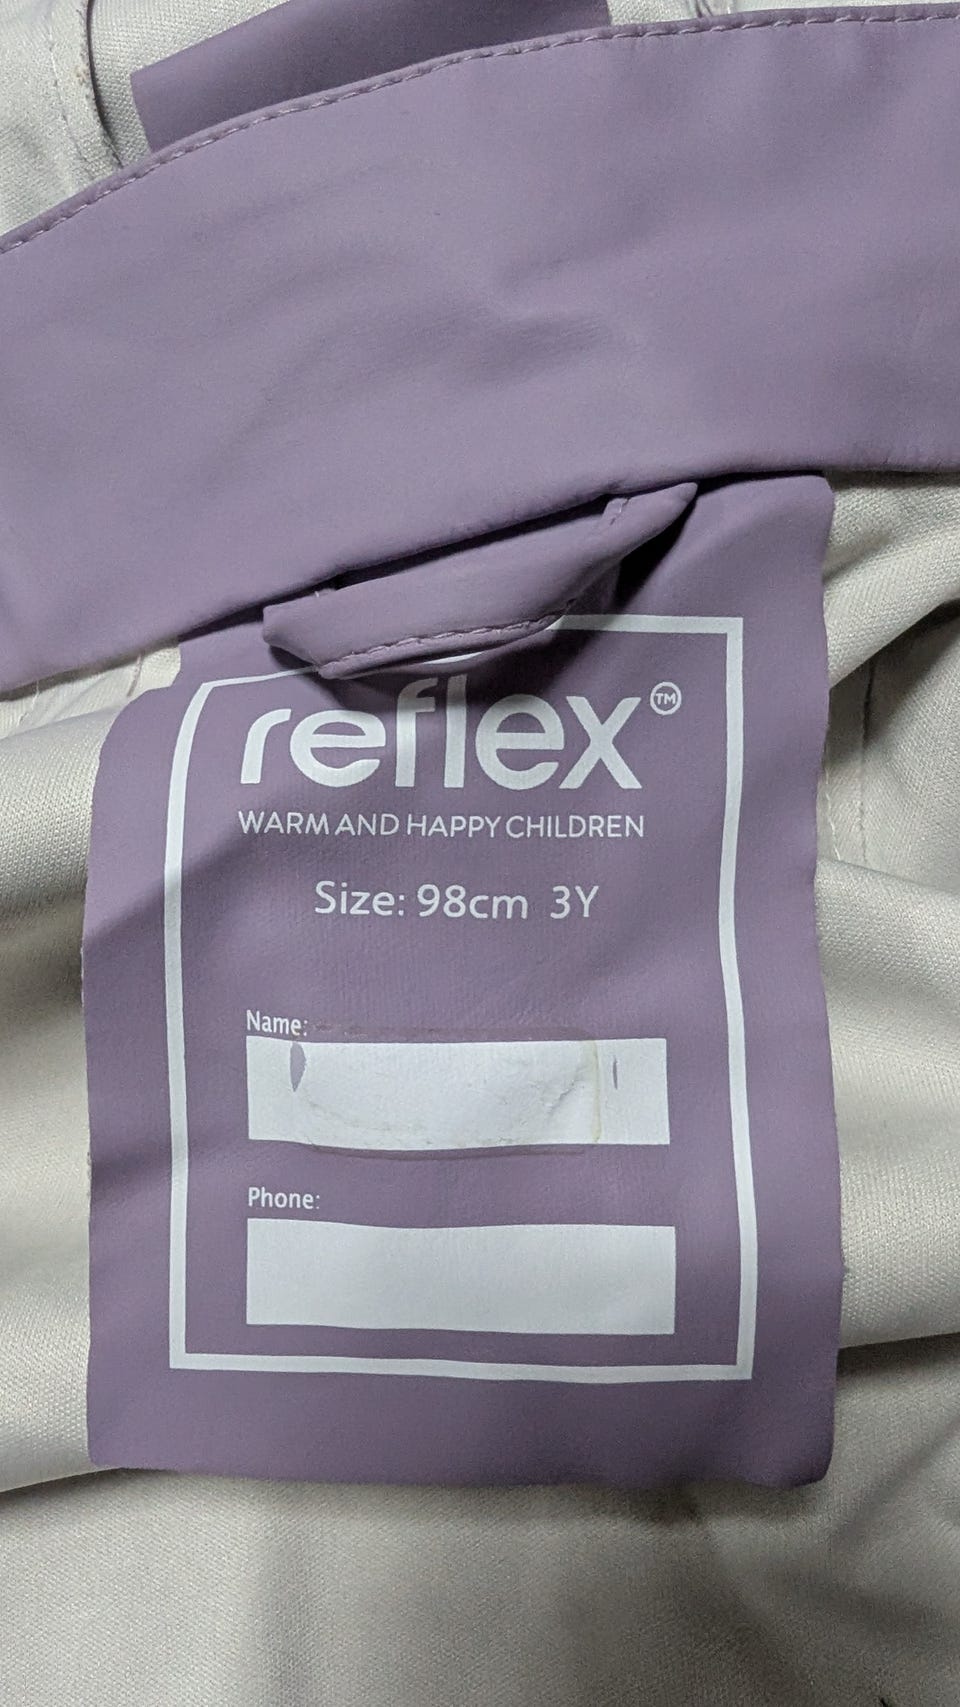 reflex™
WARM AND HAPPY CHILDREN
Size: 98cm 3Y
Name:
Phone: